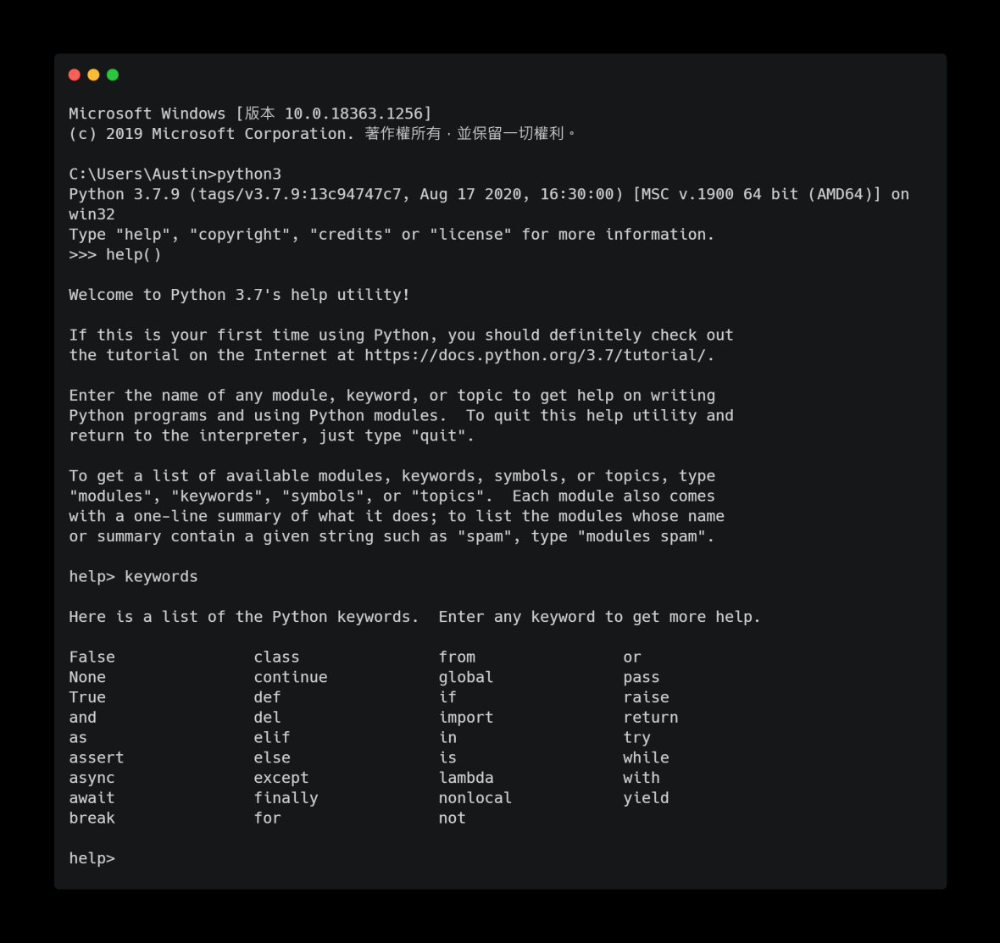 Microsoft Windows [版本 10.0.18363.1256]
(c) 2019 Microsoft Corporation. 著作權所有，並保留一切權利。
C:\Users\Austin>python3
Python 3.7.9 (tags/v3.7.9:13c94747c7, Aug 17 2020, 16:30:00) [MSC v.1900 64 bit (AMD64)] on
win32
Type "help", "copyright", "credits" or "license" for more information.
>>> help()
Welcome to Python 3.7's help utility!
If this is your first time using Python, you should definitely check out
the tutorial on the Internet at https://docs.python.org/3.7/tutorial/.
Enter the name of any module, keyword, or topic to get help on writing
Python programs and using Python modules.  To quit this help utility and
return to the interpreter, just type "quit".
To get a list of available modules, keywords, symbols, or topics, type
"modules", "keywords", "symbols", or "topics".  Each module also comes
with a one-line summary of what it does; to list the modules whose name
or summary contain a given string such as "spam", type "modules spam".
help> keywords
Here is a list of the Python keywords.  Enter any keyword to get more help.
False               class               from                or
None                continue            global              pass
True                def                 if                  raise
and                 del                 import              return
as                  elif                in                  try
assert              else                is                  while
async               except              lambda              with
await               finally             nonlocal            yield
break               for                 not
help>